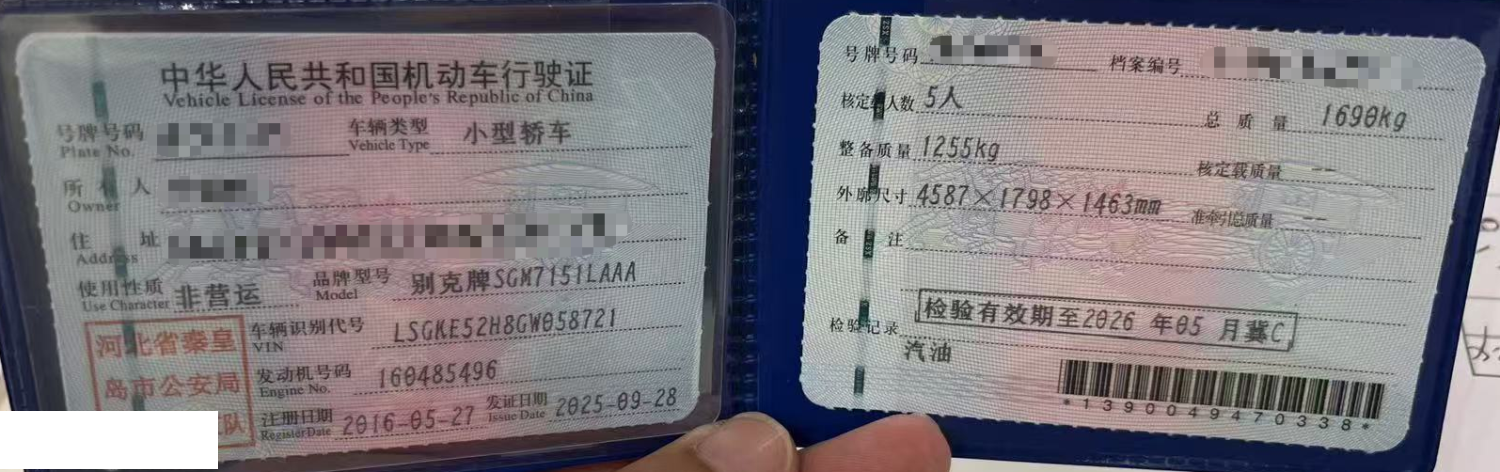 中华人民共和国机动车行驶证
Vehicle License of the People's Republic of China
号牌号码
Plate No.
车辆类型 小型轿车
Vehicle Type
所有人
Owner
住址
Address
使用性质 非营运
Use Character
品牌型号 别克牌SGM7151LAAA
Model
河北省秦皇
岛市公安局
队
车辆识别代号 LSGKE52H8GW058721
VIN
发动机号码 160485496
Engine No.
注册日期 2016-05-27
Register Date
发证日期 2025-09-28
Issue Date
号牌号码
档案编号
核定载人数 5人
总质量 1690kg
整备质量 1255kg
核定载质量 --
外廓尺寸 4587×1798×1463mm
准牵引总质量 --
备注
检验记录 检验有效期至2026年05月冀C
汽油
*1390049470338*